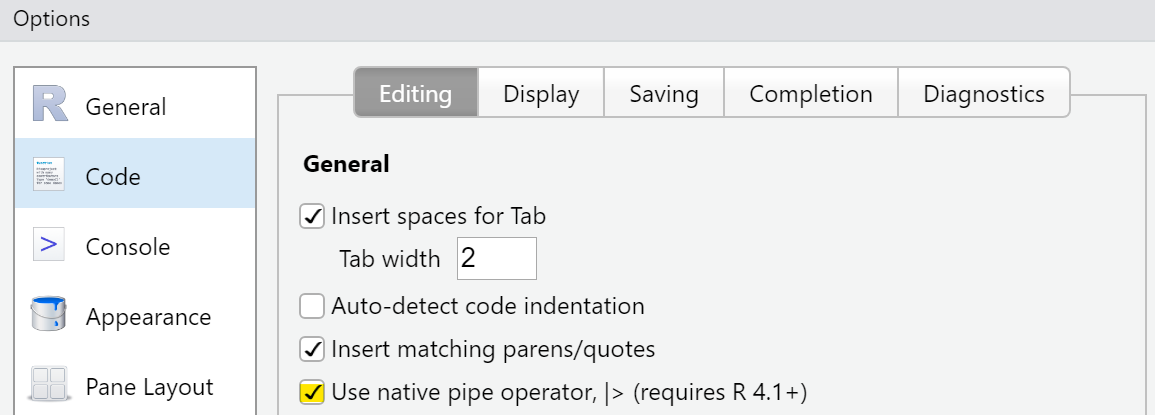 Options
General
Code
Console
Appearance
Pane Layout
Editing
Display
Saving
Completion
Diagnostics
General
Insert spaces for Tab
Tab width 2
Auto-detect code indentation
Insert matching parens/quotes
Use native pipe operator, |> (requires R 4.1+)